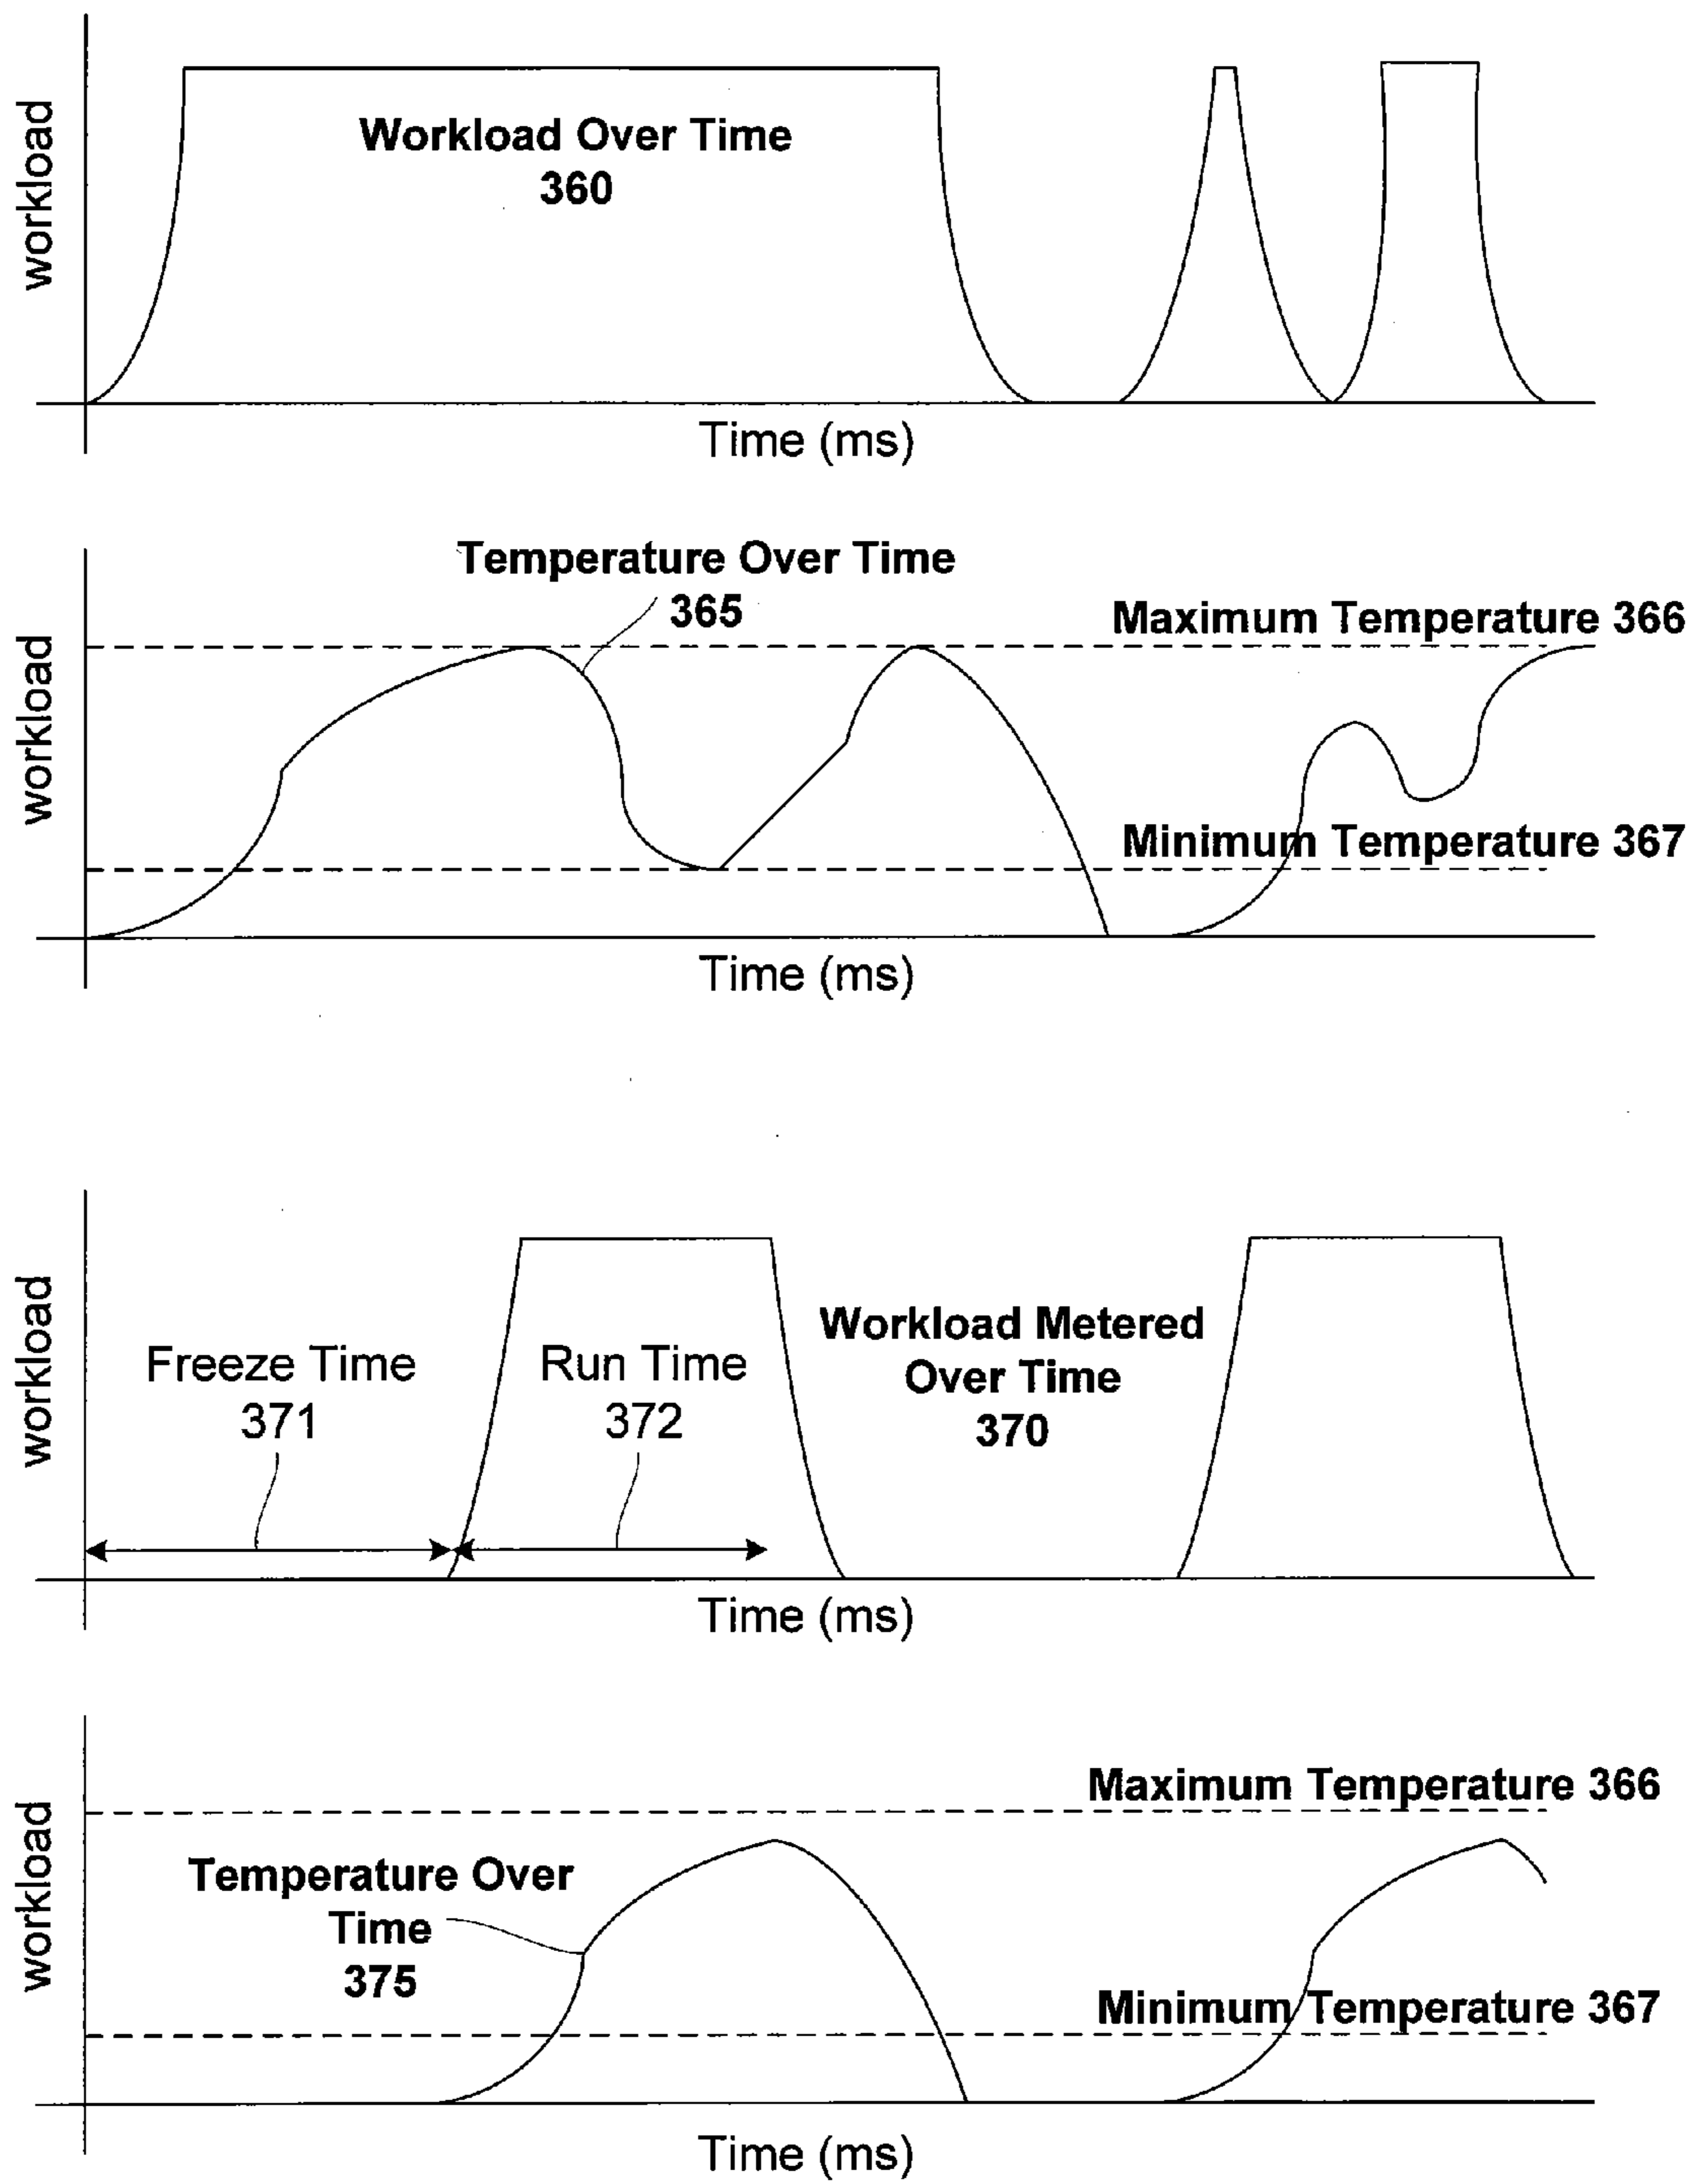 workload
Workload Over Time
360
Time (ms)
Temperature Over Time
365
Maximum Temperature 366
workload
Minimum Temperature 367
Time (ms)
workload
Freeze Time
371
Run Time
372
Workload Metered
Over Time
370
Time (ms)
workload
Maximum Temperature 366
Temperature Over
Time
375
Minimum Temperature 367
Time (ms)